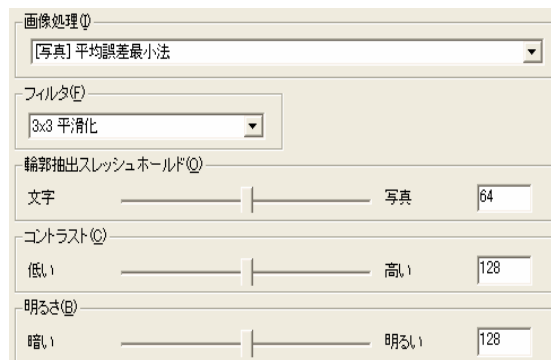 画像処理(I)
[写真] 平均誤差最小法
フィルタ(F)
3x3 平滑化
輪郭抽出スレッシュホールド(O)
文字 写真 64
コントラスト(C)
低い 高い 128
明るさ(B)
暗い 明るい 128